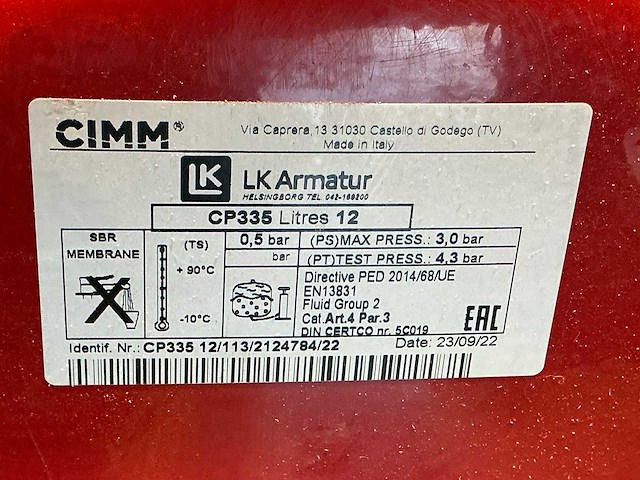 CIMM®
Via Caprera,13 31030 Castello di Godego (TV)
Made in Italy
LK
LK Armatur
HELSINGBORG TEL. 042-169200
CP335 Litres 12
SBR
MEMBRANE
(TS)
+ 90°C
-10°C
0,5 bar
bar
(PS)MAX PRESS.: 3,0 bar
(PT)TEST PRESS.: 4,3 bar
Directive PED 2014/68/UE
EN13831
Fluid Group 2
Cat.Art.4 Par.3
DIN CERTCO nr. 5C019
EAC
Identif. Nr.: CP335 12/113/2124784/22
Date: 23/09/22